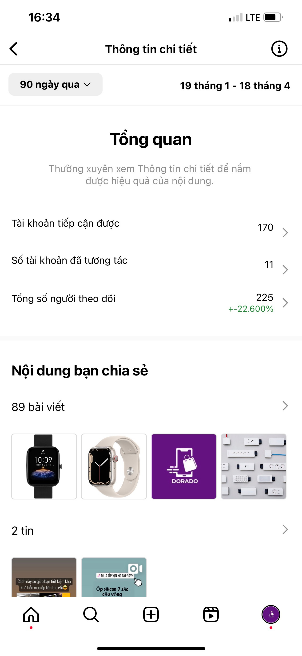 16:34
LTE
Thông tin chi tiết
90 ngày qua
19 tháng 1 - 18 tháng 4
Tổng quan
Thường xuyên xem Thông tin chi tiết để nắm
được hiệu quả của nội dung.
Tài khoản tiếp cận được
170
Số tài khoản đã tương tác
11
Tổng số người theo dõi
225
+-22.600%
Nội dung bạn chia sẻ
89 bài viết
DORADO
2 tin